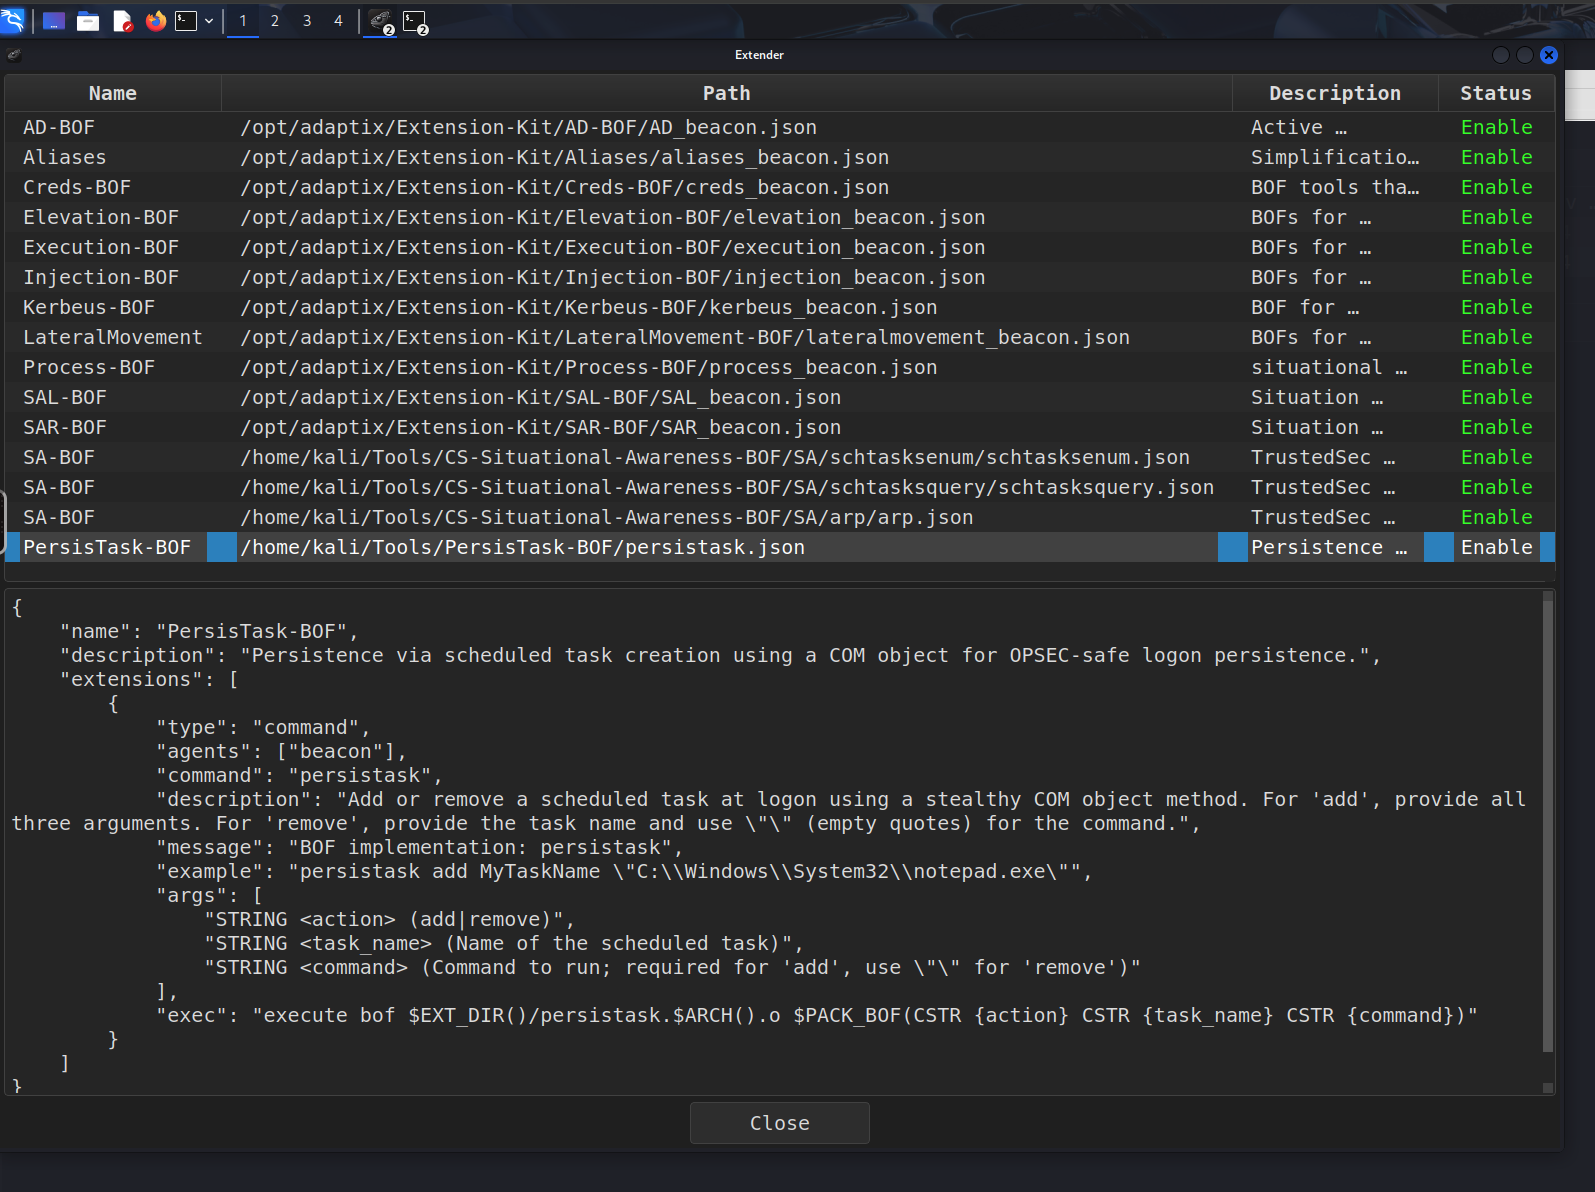 1 2 3 4 2 2
Extender
Name Path Description Status
AD-BOF /opt/adaptix/Extension-Kit/AD-BOF/AD_beacon.json Active … Enable
Aliases /opt/adaptix/Extension-Kit/Aliases/aliases_beacon.json Simplificatio… Enable
Creds-BOF /opt/adaptix/Extension-Kit/Creds-BOF/creds_beacon.json BOF tools tha… Enable
Elevation-BOF /opt/adaptix/Extension-Kit/Elevation-BOF/elevation_beacon.json BOFs for … Enable
Execution-BOF /opt/adaptix/Extension-Kit/Execution-BOF/execution_beacon.json BOFs for … Enable
Injection-BOF /opt/adaptix/Extension-Kit/Injection-BOF/injection_beacon.json BOFs for … Enable
Kerbeus-BOF /opt/adaptix/Extension-Kit/Kerbeus-BOF/kerbeus_beacon.json BOF for … Enable
LateralMovement /opt/adaptix/Extension-Kit/LateralMovement-BOF/lateralmovement_beacon.json BOFs for … Enable
Process-BOF /opt/adaptix/Extension-Kit/Process-BOF/process_beacon.json situational … Enable
SAL-BOF /opt/adaptix/Extension-Kit/SAL-BOF/SAL_beacon.json Situation … Enable
SAR-BOF /opt/adaptix/Extension-Kit/SAR-BOF/SAR_beacon.json Situation … Enable
SA-BOF /home/kali/Tools/CS-Situational-Awareness-BOF/SA/schtasksenum/schtasksenum.json TrustedSec … Enable
SA-BOF /home/kali/Tools/CS-Situational-Awareness-BOF/SA/schtasksquery/schtasksquery.json TrustedSec … Enable
SA-BOF /home/kali/Tools/CS-Situational-Awareness-BOF/SA/arp/arp.json TrustedSec … Enable
PersisTask-BOF /home/kali/Tools/PersisTask-BOF/persistask.json Persistence … Enable
{
    "name": "PersisTask-BOF",
    "description": "Persistence via scheduled task creation using a COM object for OPSEC-safe logon persistence.",
    "extensions": [
        {
            "type": "command",
            "agents": ["beacon"],
            "command": "persistask",
            "description": "Add or remove a scheduled task at logon using a stealthy COM object method. For 'add', provide all
three arguments. For 'remove', provide the task name and use \"\" (empty quotes) for the command.",
            "message": "BOF implementation: persistask",
            "example": "persistask add MyTaskName \"C:\\Windows\\System32\\notepad.exe\"",
            "args": [
                "STRING <action> (add|remove)",
                "STRING <task_name> (Name of the scheduled task)",
                "STRING <command> (Command to run; required for 'add', use \"\" for 'remove')"
            ],
            "exec": "execute bof $EXT_DIR()/persistask.$ARCH().o $PACK_BOF(CSTR {action} CSTR {task_name} CSTR {command})"
        }
    ]
}
Close